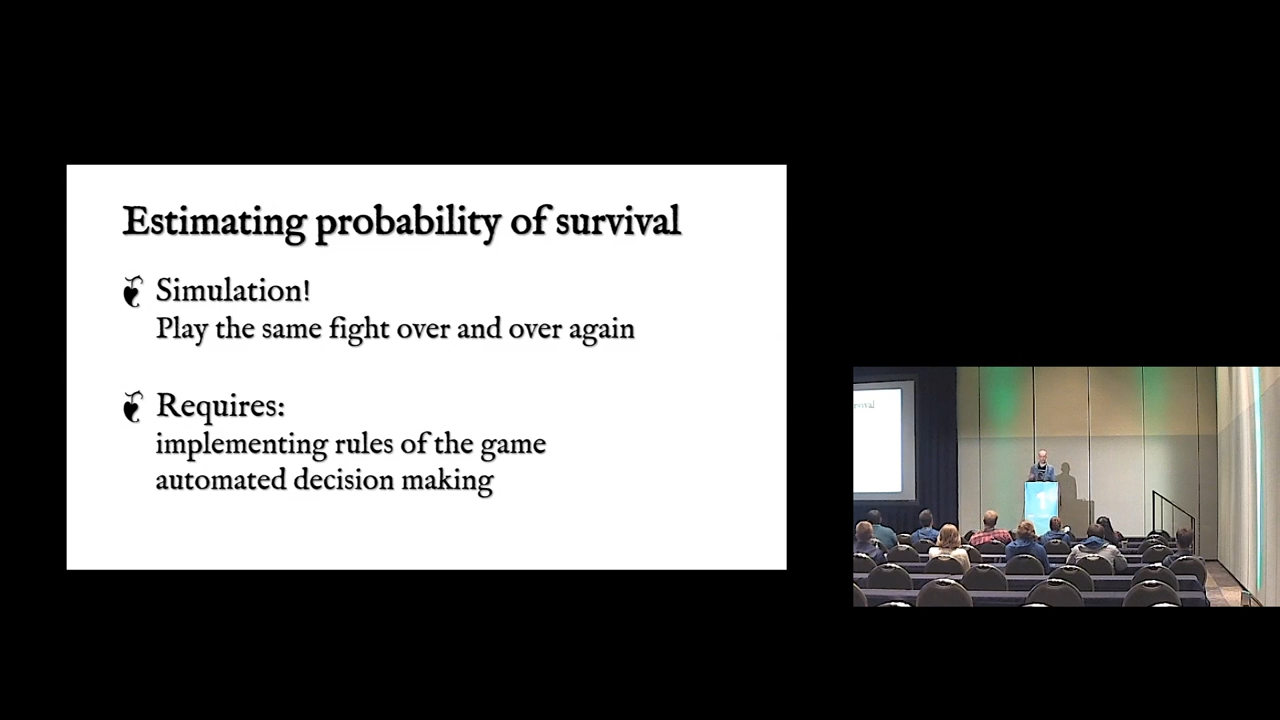 Estimating probability of survival
Simulation!
Play the same fight over and over again
Requires:
implementing rules of the game
automated decision making